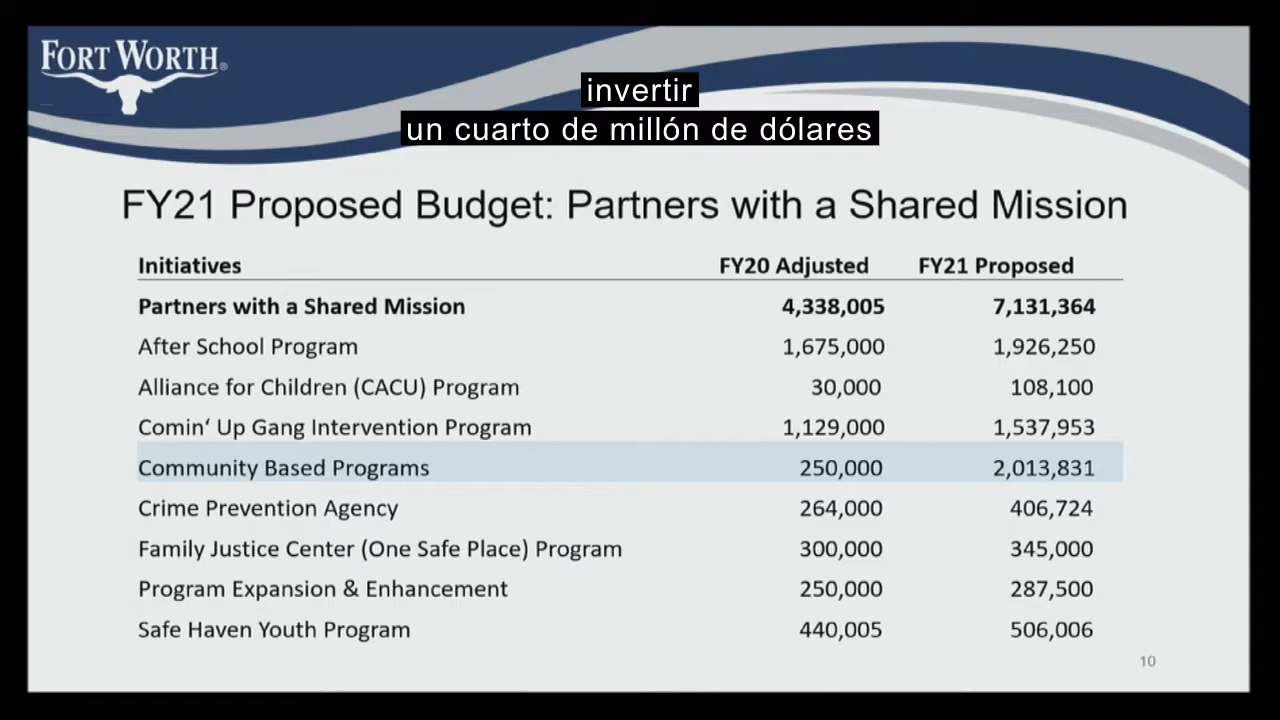 FORT WORTH®
invertir
un cuarto de millón de dólares
FY21 Proposed Budget: Partners with a Shared Mission
Initiatives FY20 Adjusted FY21 Proposed
Partners with a Shared Mission 4,338,005 7,131,364
After School Program 1,675,000 1,926,250
Alliance for Children (CACU) Program 30,000 108,100
Comin‘ Up Gang Intervention Program 1,129,000 1,537,953
Community Based Programs 250,000 2,013,831
Crime Prevention Agency 264,000 406,724
Family Justice Center (One Safe Place) Program 300,000 345,000
Program Expansion & Enhancement 250,000 287,500
Safe Haven Youth Program 440,005 506,006
10